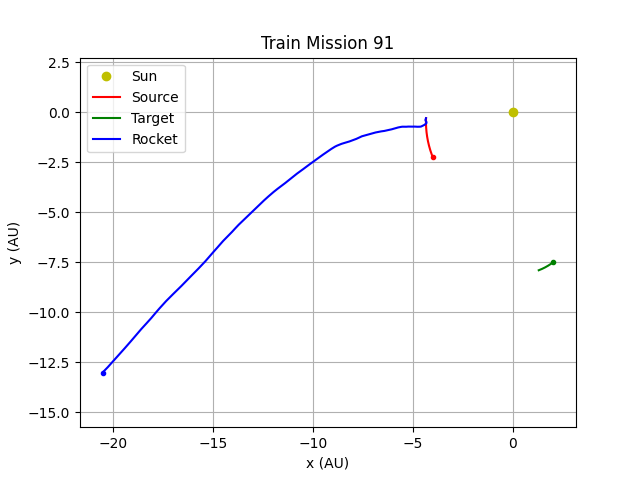 Train Mission 91
Sun
Source
Target
Rocket
2.5
0.0
−2.5
−5.0
−7.5
−10.0
−12.5
−15.0
y (AU)
−20
−15
−10
−5
0
x (AU)